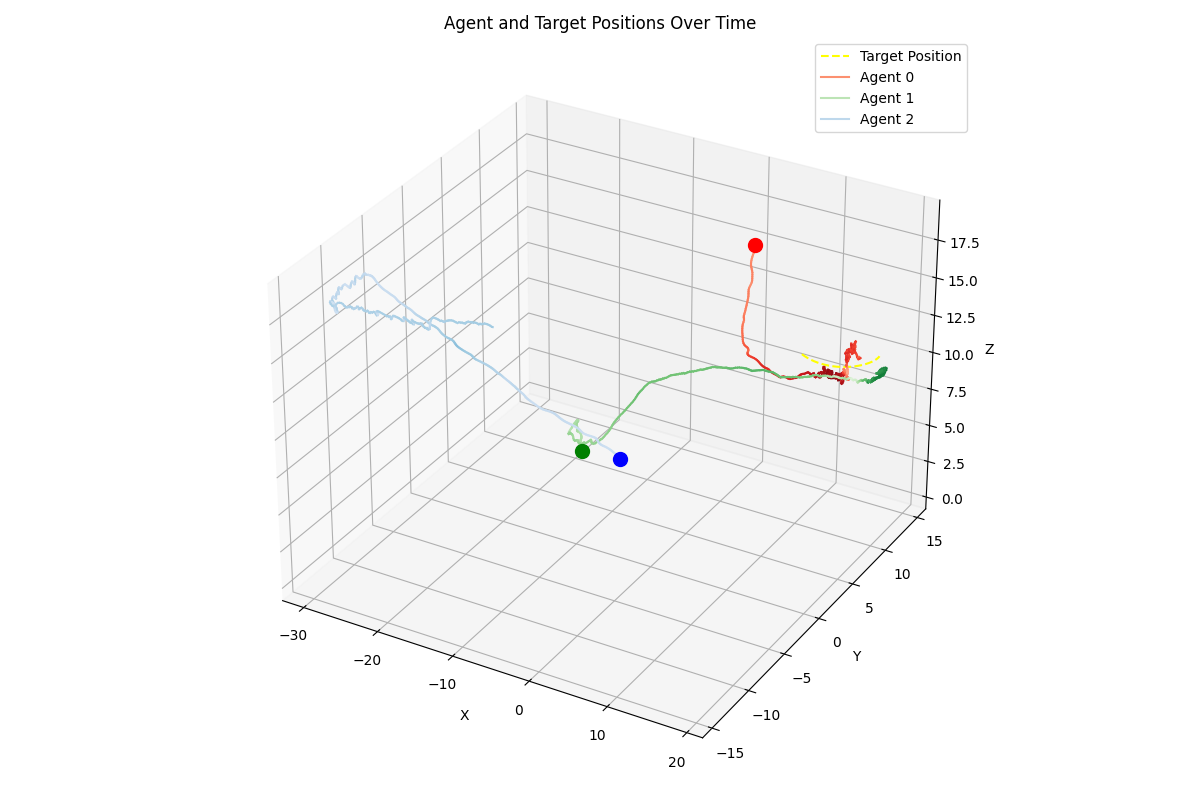 Agent and Target Positions Over Time
Target Position
Agent 0
Agent 1
Agent 2
17.5
15.0
12.5
10.0
7.5
5.0
2.5
0.0
Z
15
10
5
0
−5
−10
−15
Y
−30
−20
−10
0
10
20
X